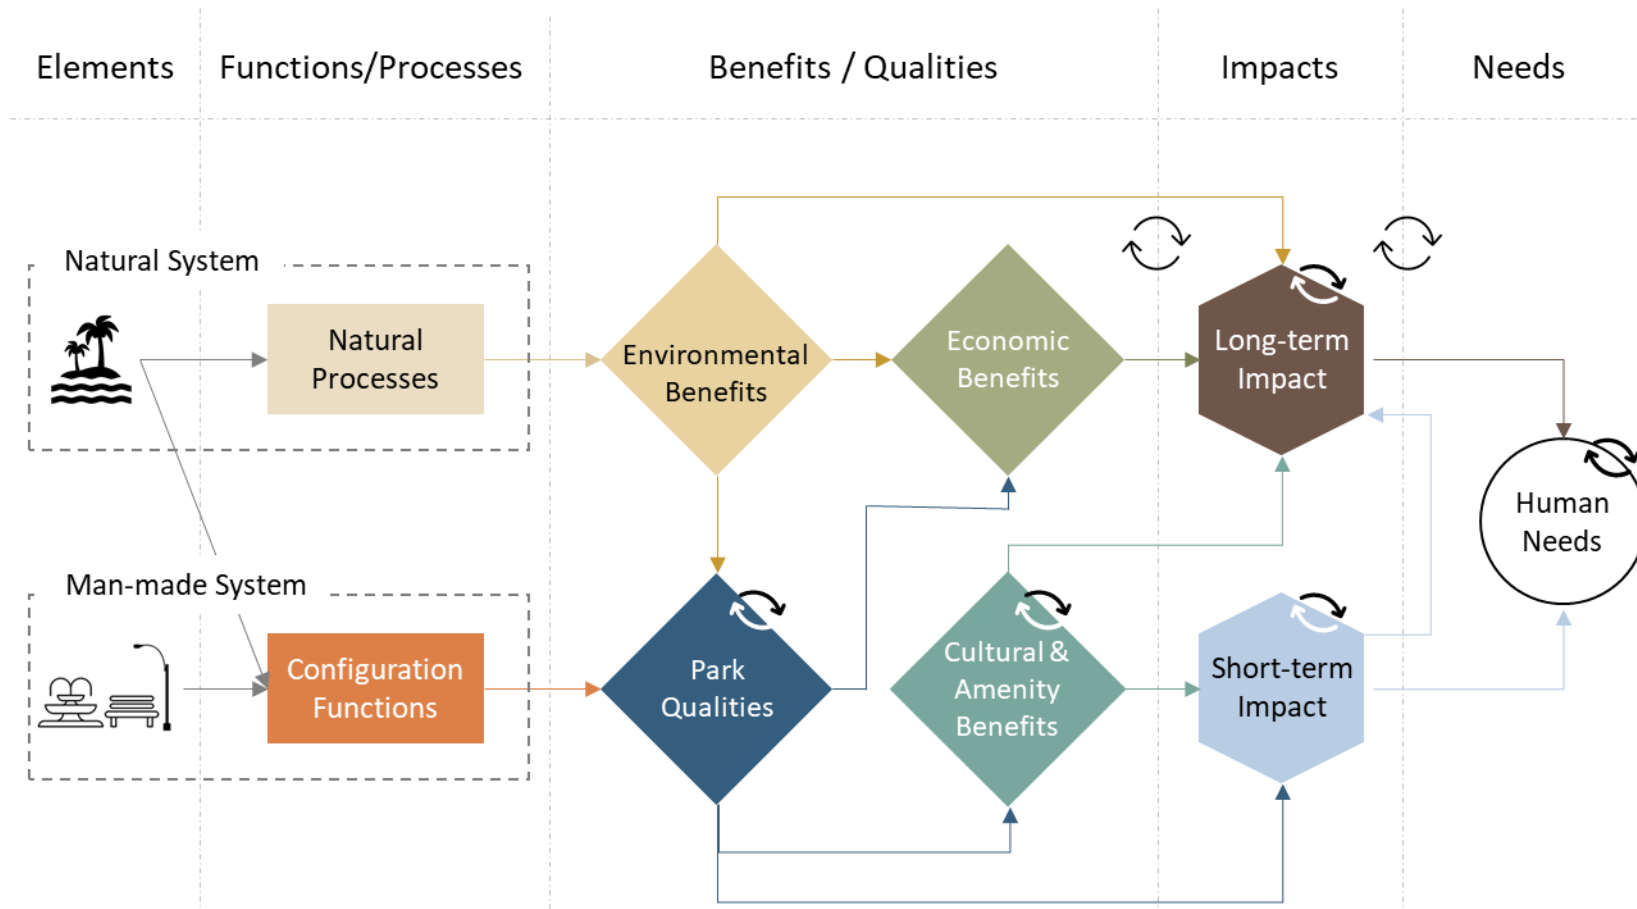 Elements
Functions/Processes
Benefits / Qualities
Impacts
Needs
Natural System
Natural
Processes
Environmental
Benefits
Economic
Benefits
Long-term
Impact
Human
Needs
Man-made System
Configuration
Functions
Park
Qualities
Cultural &
Amenity
Benefits
Short-term
Impact